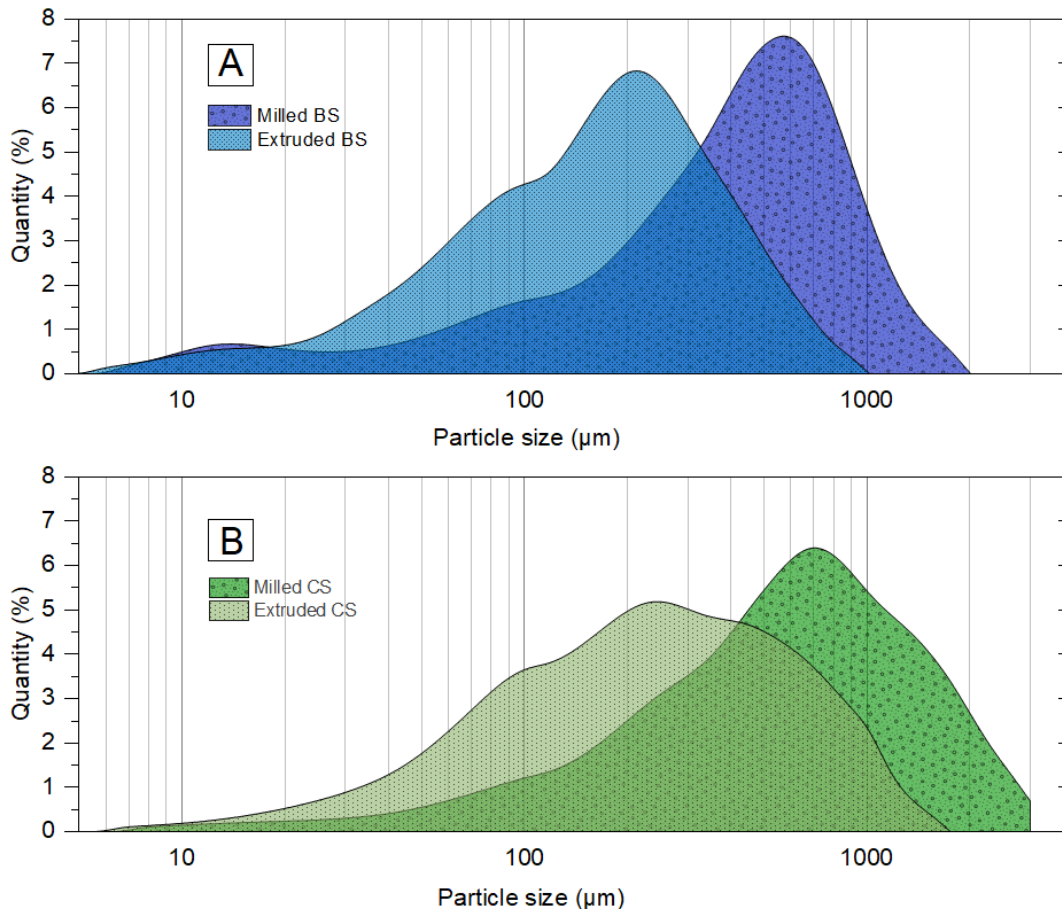 8
7
6
5
4
3
2
1
0
Quantity (%)
A
Milled BS
Extruded BS
10 100 1000
Particle size (µm)
8
7
6
5
4
3
2
1
0
Quantity (%)
B
Milled CS
Extruded CS
10 100 1000
Particle size (µm)